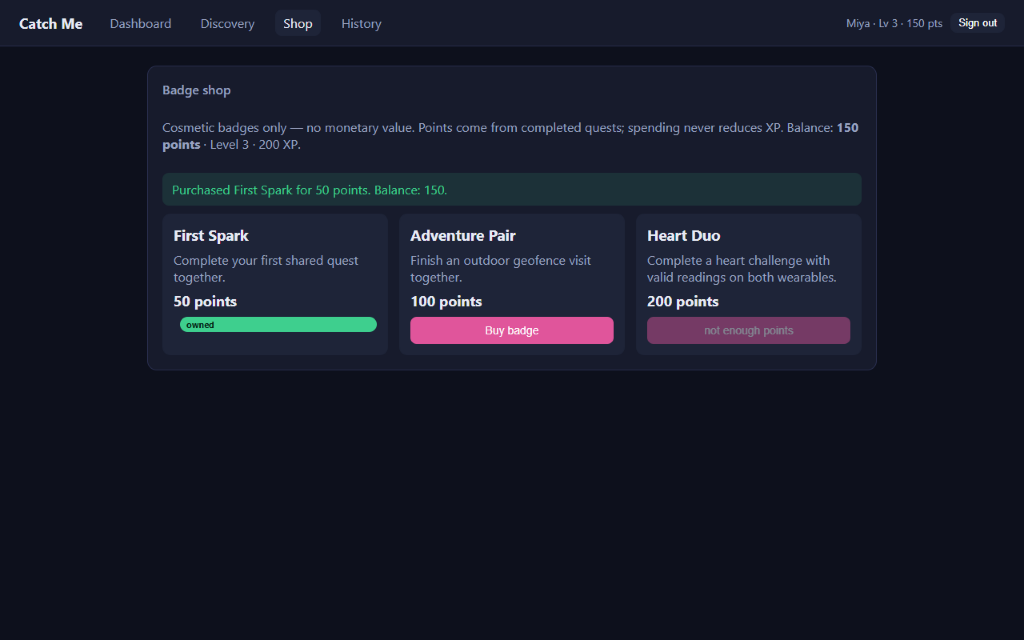 Catch Me Dashboard Discovery Shop History Miya · Lv 3 · 150 pts Sign out
Badge shop
Cosmetic badges only — no monetary value. Points come from completed quests; spending never reduces XP. Balance: 150
points · Level 3 · 200 XP.
Purchased First Spark for 50 points. Balance: 150.
First Spark
Complete your first shared quest
together.
50 points
owned
Adventure Pair
Finish an outdoor geofence visit
together.
100 points
Buy badge
Heart Duo
Complete a heart challenge with
valid readings on both wearables.
200 points
not enough points